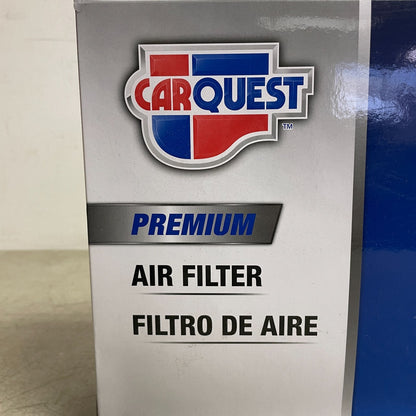 CARQUEST
TM
PREMIUM
AIR FILTER
FILTRO DE AIRE